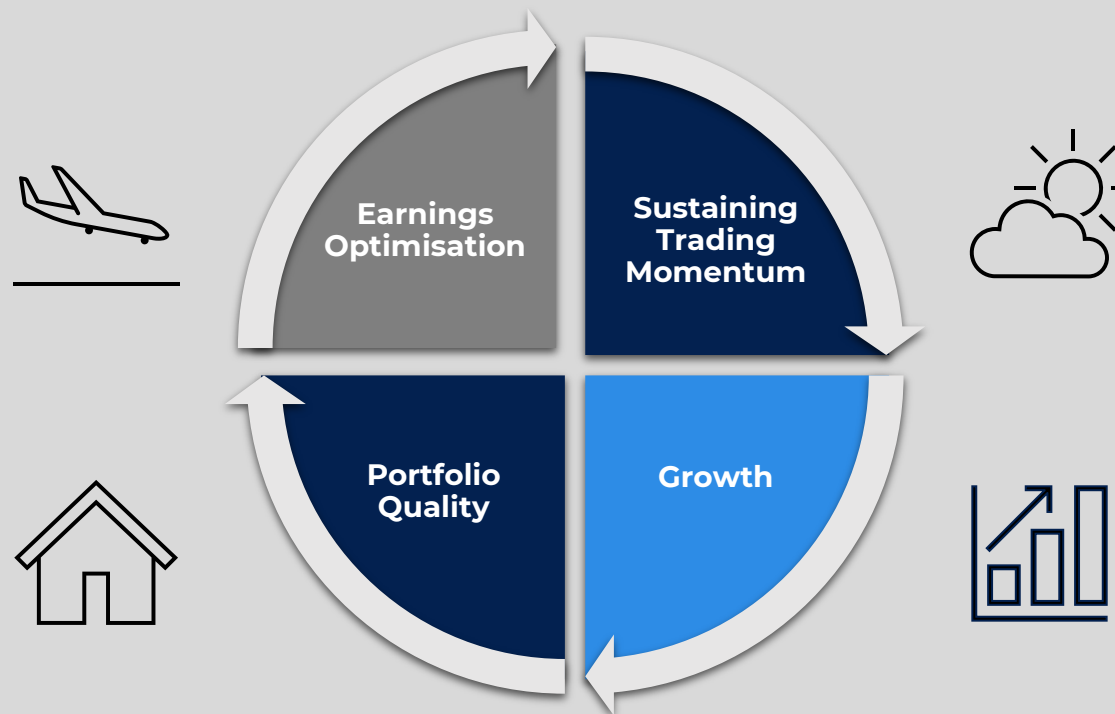 Earnings
Optimisation
Sustaining
Trading
Momentum
Portfolio
Quality
Growth